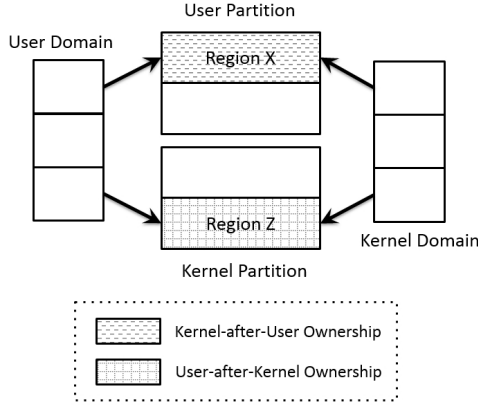 User Partition
User Domain
Region X
Region Z
Kernel Domain
Kernel Partition
Kernel-after-User Ownership
User-after-Kernel Ownership